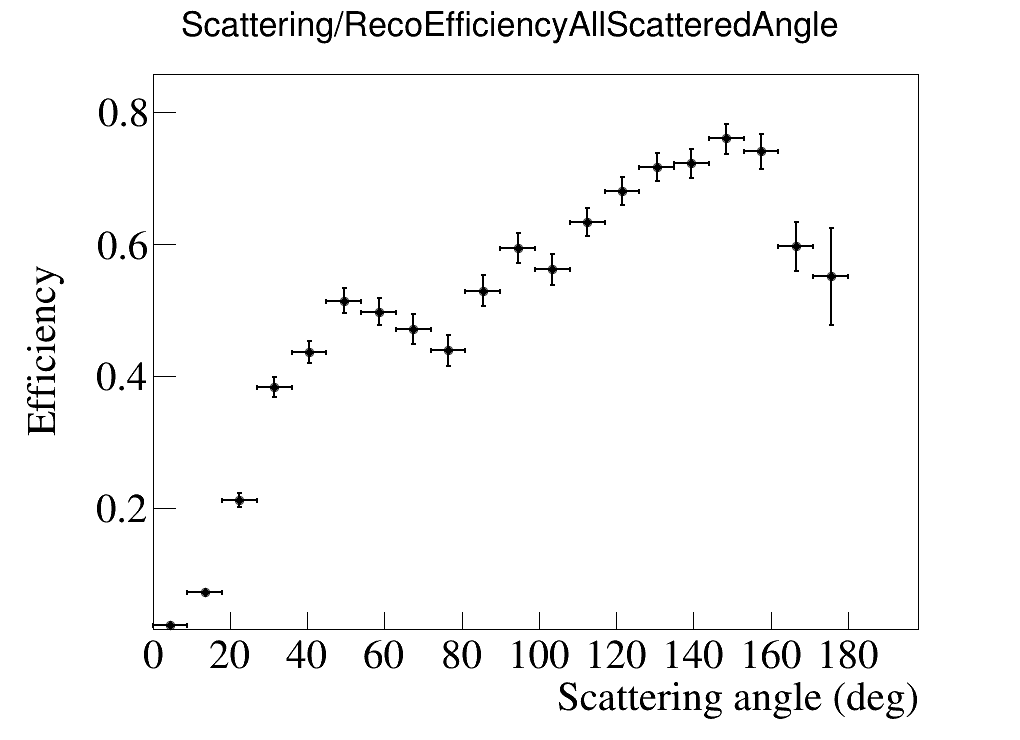 Scattering/RecoEfficiencyAllScatteredAngle
0.8
0.6
0.4
0.2
Efficiency
0 20 40 60 80 100 120 140 160 180
Scattering angle (deg)